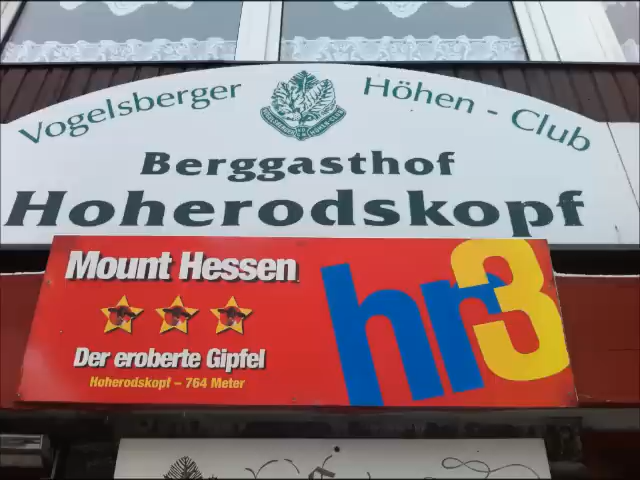 Vogelsberger Höhen - Club
Berggasthof
Hoherodskopf
Mount Hessen
hr3
Der eroberte Gipfel
Hoherodskopf – 764 Meter